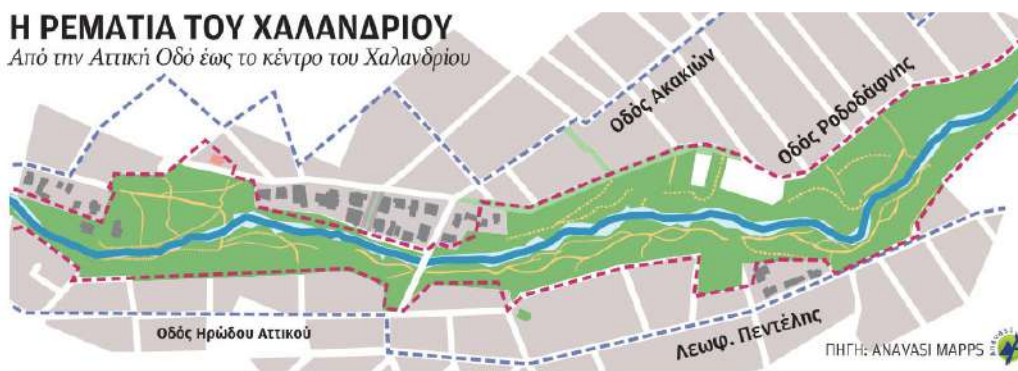 Η ΡΕΜΑΤΙΑ ΤΟΥ ΧΑΛΑΝΔΡΙΟΥ
Από την Αττική Οδό έως το κέντρο του Χαλανδρίου
Οδός Ακακιών
Οδός Ροδοδάφνης
Οδός Ηρώδου Αττικού
Λεωφ. Πεντέλης
ΠΗΓΗ: ANAVASI MAPPS
anavasi